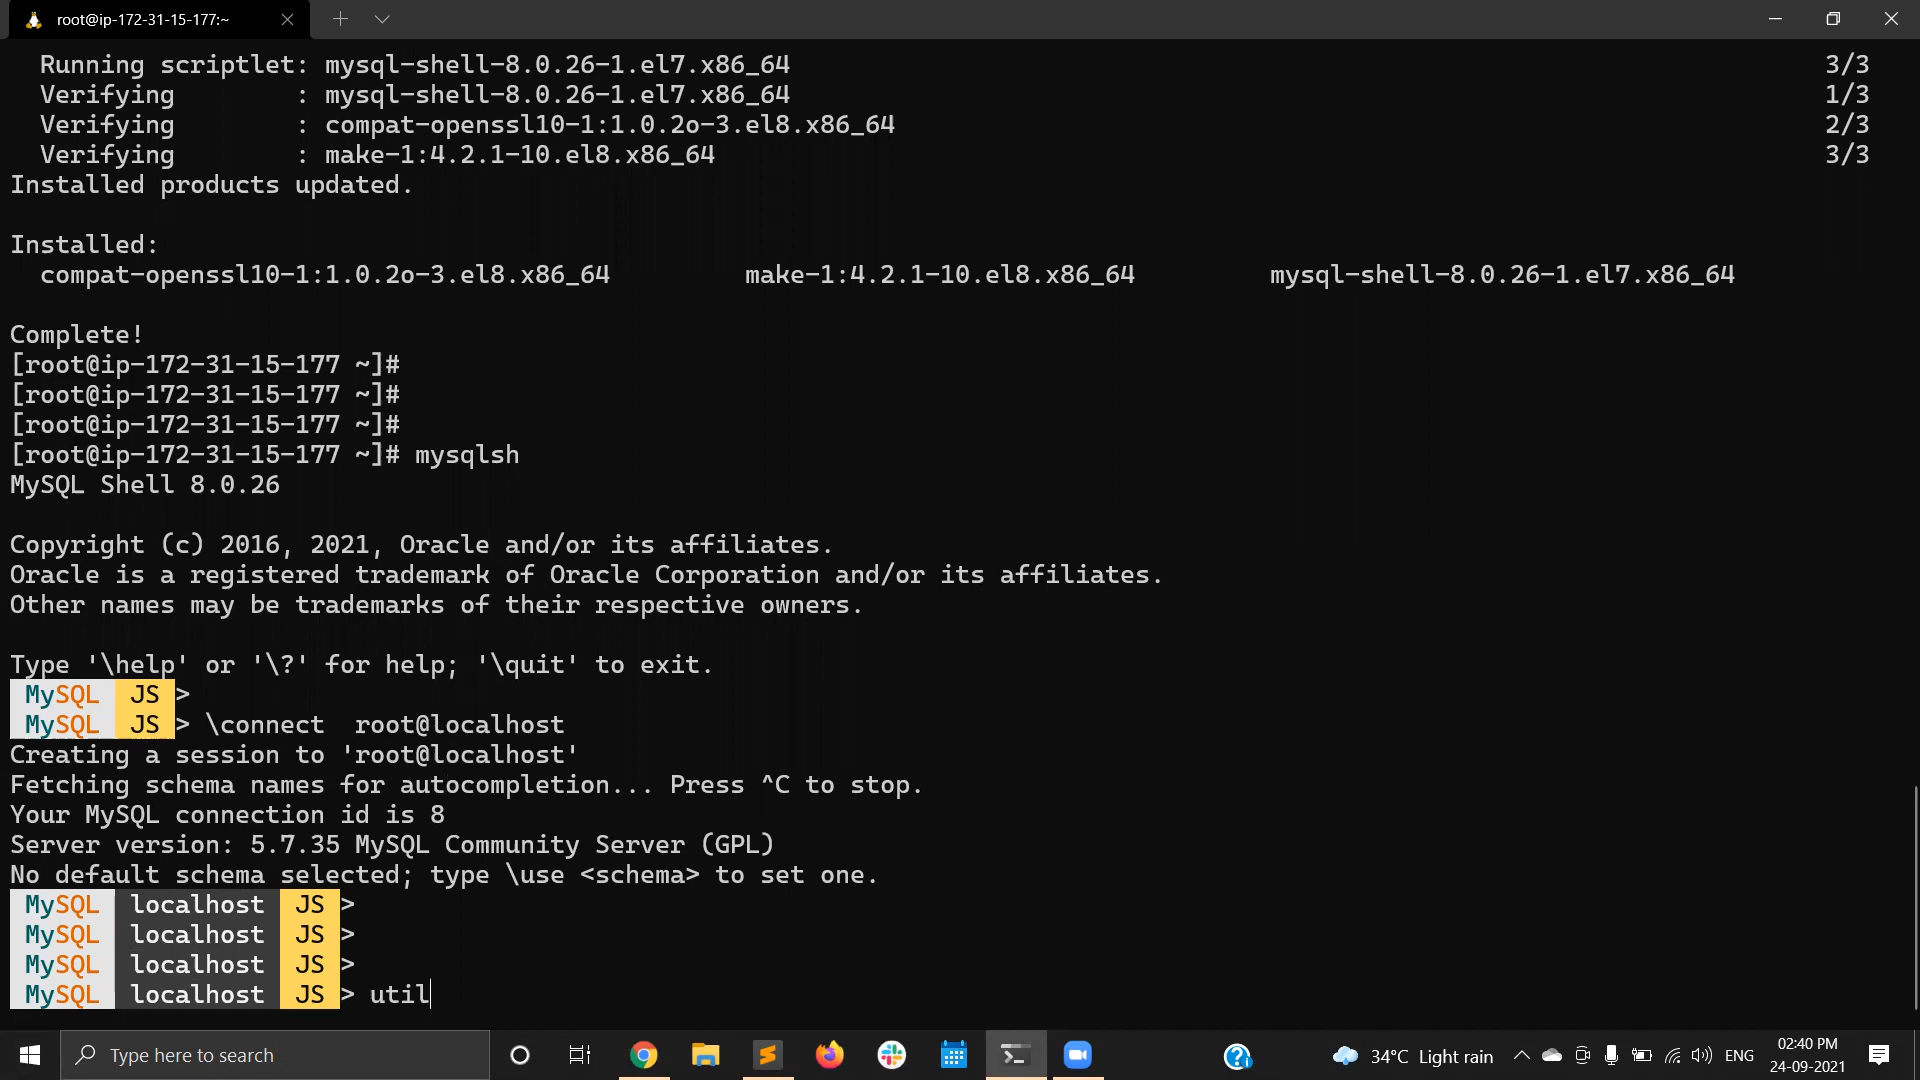 root@ip-172-31-15-177:~
Running scriptlet: mysql-shell-8.0.26-1.el7.x86_64 3/3
Verifying : mysql-shell-8.0.26-1.el7.x86_64 1/3
Verifying : compat-openssl10-1:1.0.2o-3.el8.x86_64 2/3
Verifying : make-1:4.2.1-10.el8.x86_64 3/3
Installed products updated.
Installed:
compat-openssl10-1:1.0.2o-3.el8.x86_64 make-1:4.2.1-10.el8.x86_64 mysql-shell-8.0.26-1.el7.x86_64
Complete!
[root@ip-172-31-15-177 ~]#
[root@ip-172-31-15-177 ~]#
[root@ip-172-31-15-177 ~]#
[root@ip-172-31-15-177 ~]# mysqlsh
MySQL Shell 8.0.26
Copyright (c) 2016, 2021, Oracle and/or its affiliates.
Oracle is a registered trademark of Oracle Corporation and/or its affiliates.
Other names may be trademarks of their respective owners.
Type '\help' or '\?' for help; '\quit' to exit.
MySQL JS >
MySQL JS > \connect  root@localhost
Creating a session to 'root@localhost'
Fetching schema names for autocompletion... Press ^C to stop.
Your MySQL connection id is 8
Server version: 5.7.35 MySQL Community Server (GPL)
No default schema selected; type \use <schema> to set one.
MySQL localhost JS >
MySQL localhost JS >
MySQL localhost JS >
MySQL localhost JS > util
Type here to search
34°C Light rain
ENG
02:40 PM
24-09-2021